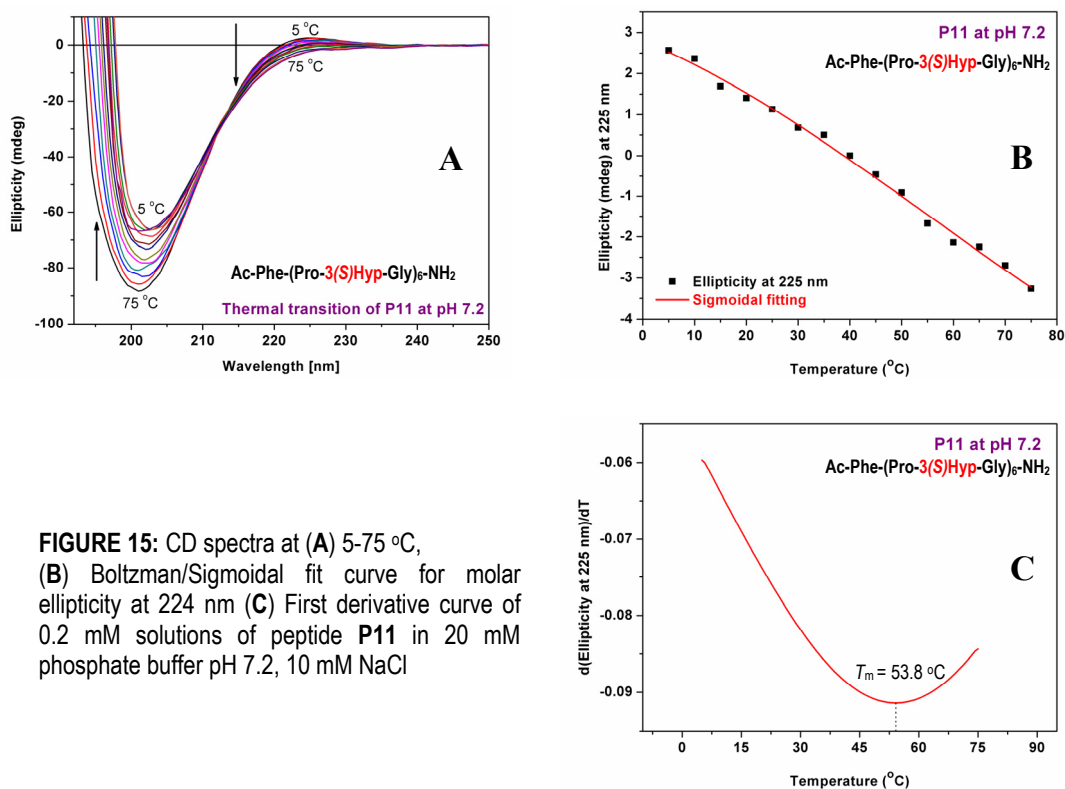 5 °C
75 °C
A
5 °C
75 °C
Ac-Phe-(Pro-3(S)Hyp-Gly)6-NH2
Thermal transition of P11 at pH 7.2
Ellipticity (mdeg)
0
-20
-40
-60
-80
-100
200 210 220 230 240 250
Wavelength [nm]
P11 at pH 7.2
Ac-Phe-(Pro-3(S)Hyp-Gly)6-NH2
B
Ellipticity (mdeg) at 225 nm
3
2
1
0
-1
-2
-3
-4
Ellipticity at 225 nm
Sigmoidal fitting
0 10 20 30 40 50 60 70 80
Temperature (°C)
P11 at pH 7.2
Ac-Phe-(Pro-3(S)Hyp-Gly)6-NH2
C
d(Ellipticity at 225 nm)/dT
-0.06
-0.07
-0.08
-0.09
Tm = 53.8 °C
0 15 30 45 60 75 90
Temperature (°C)
FIGURE 15: CD spectra at (A) 5-75 °C,
(B) Boltzman/Sigmoidal fit curve for molar
ellipticity at 224 nm (C) First derivative curve of
0.2 mM solutions of peptide P11 in 20 mM
phosphate buffer pH 7.2, 10 mM NaCl